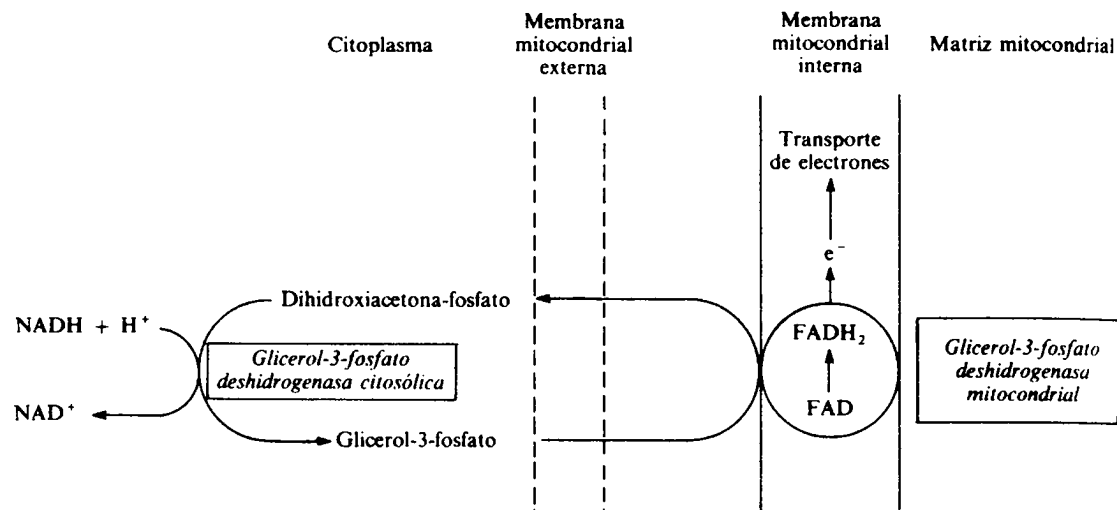 Citoplasma
Membrana
mitocondrial
externa
Membrana
mitocondrial
interna
Matriz mitocondrial
Transporte
de electrones
e⁻
Dihidroxiacetona-fosfato
NADH + H⁺
Glicerol-3-fosfato
deshidrogenasa citosólica
NAD⁺
Glicerol-3-fosfato
FADH₂
FAD
Glicerol-3-fosfato
deshidrogenasa
mitocondrial